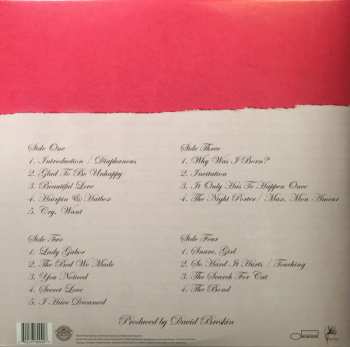 Side One
1. Introduction / Diaphanous
2. Glad To Be Unhappy
3. Beautiful Love
4. Hairpin & Hatbox
5. Cry, Want
Side Two
1. Lady Gabor
2. The Bed We Made
3. You Noticed
4. Secret Love
5. I Have Dreamed
Side Three
1. Why Was I Born?
2. Invitation
3. It Only Has To Happen Once
4. The Night Porter / Max, Mon Amour
Side Four
1. Snare, Girl
2. So Hard It Hurts / Touching
3. The Search For Cat
4. The Bond
Produced by David Breskin